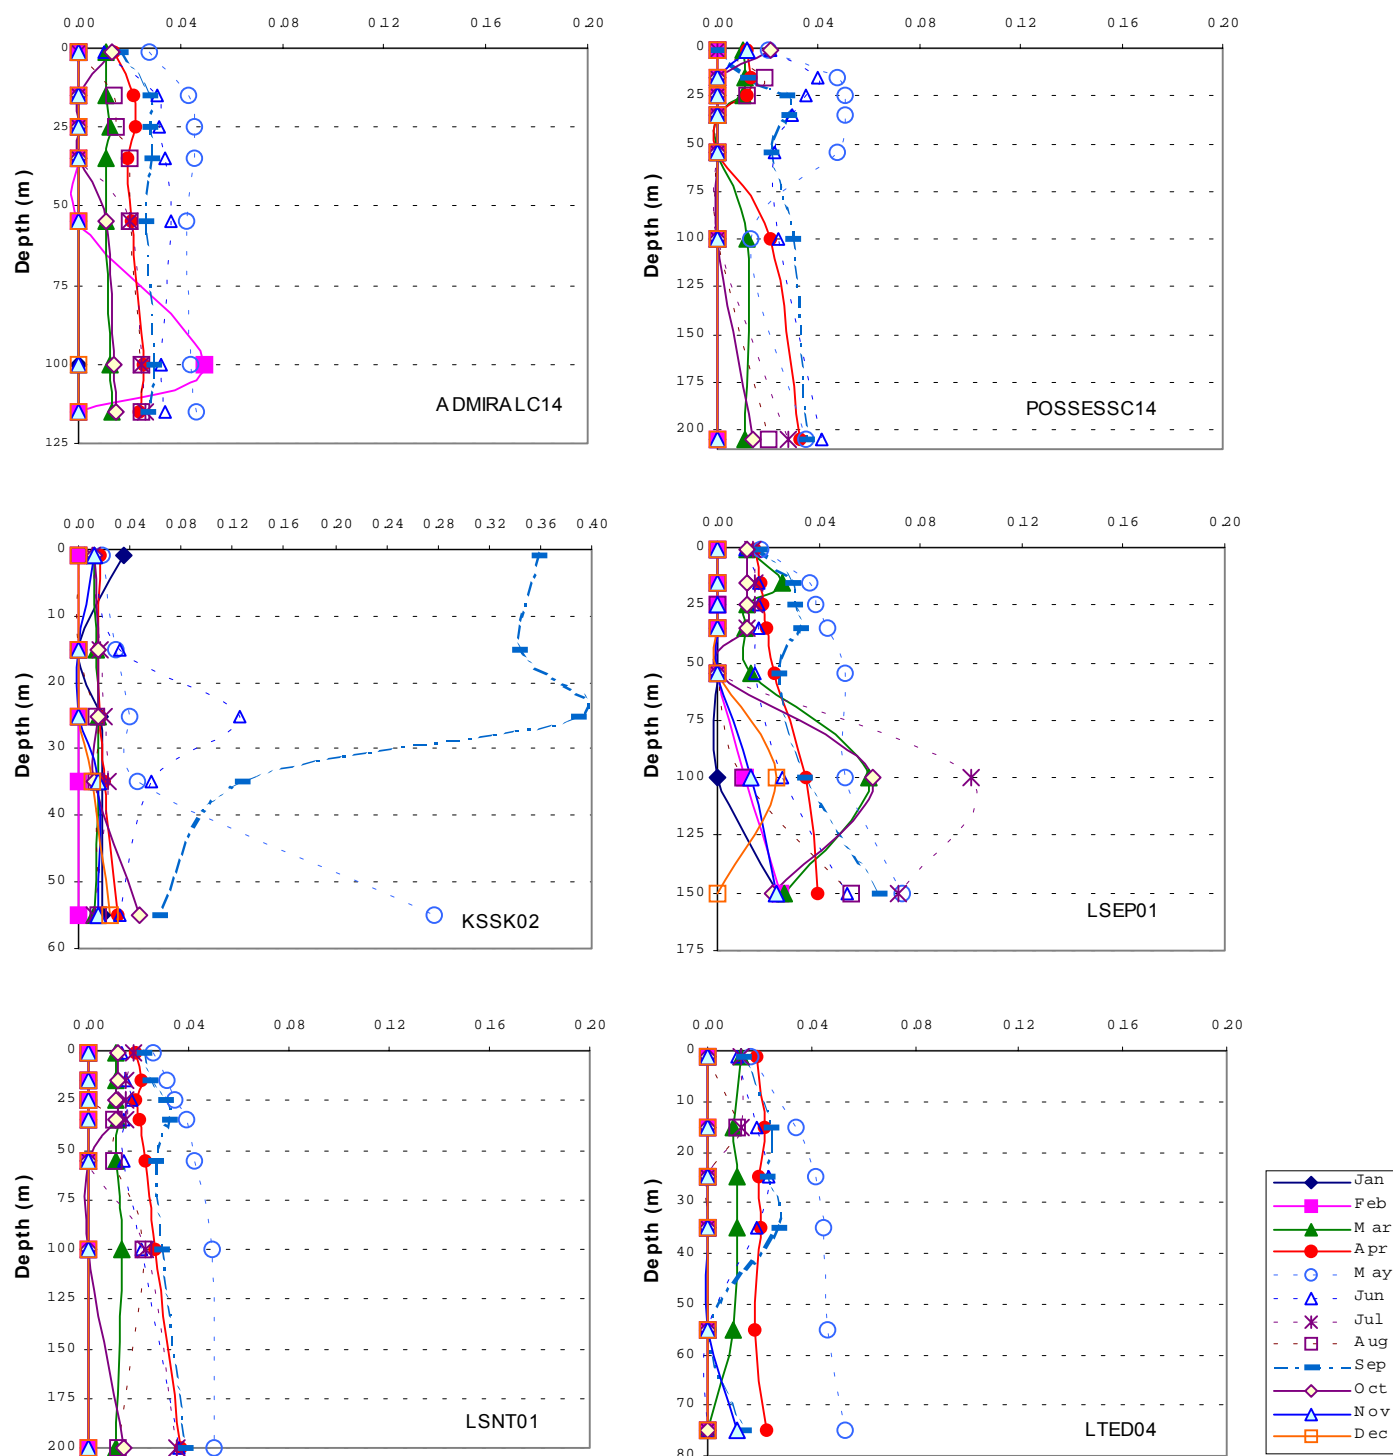 0.00 0.04 0.08 0.12 0.16 0.20
0
25
50
75
100
125
Depth (m)
ADMIRALC14
0.00 0.04 0.08 0.12 0.16 0.20
0
25
50
75
100
125
150
175
200
Depth (m)
POSSESSC14
0.00 0.04 0.08 0.12 0.16 0.20 0.24 0.28 0.32 0.36 0.40
0
10
20
30
40
50
60
Depth (m)
KSSK02
0.00 0.04 0.08 0.12 0.16 0.20
0
25
50
75
100
125
150
175
Depth (m)
LSEP01
0.00 0.04 0.08 0.12 0.16 0.20
0
25
50
75
100
125
150
175
200
Depth (m)
LSNT01
0.00 0.04 0.08 0.12 0.16 0.20
0
10
20
30
40
50
60
70
80
Depth (m)
LTED04
Jan
Feb
Mar
Apr
May
Jun
Jul
Aug
Sep
Oct
Nov
Dec